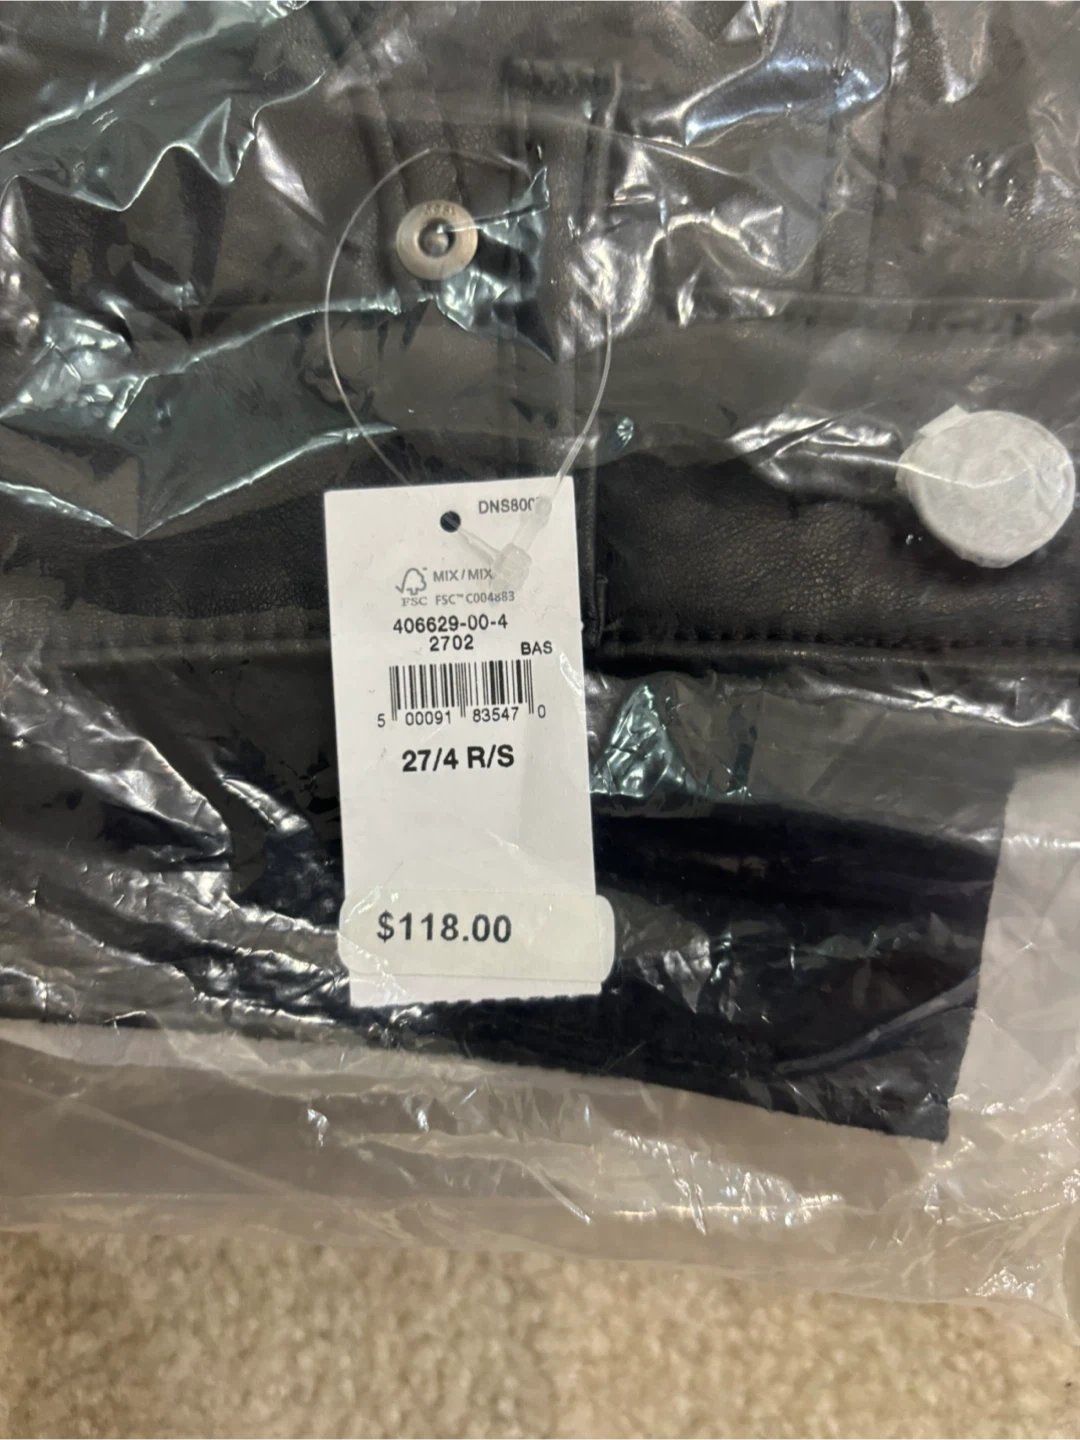 MIX / MIX
FSC FSC™ C004883
406629-00-4
2702
BAS
5 00091 83547 0
27/4 R/S
$118.00